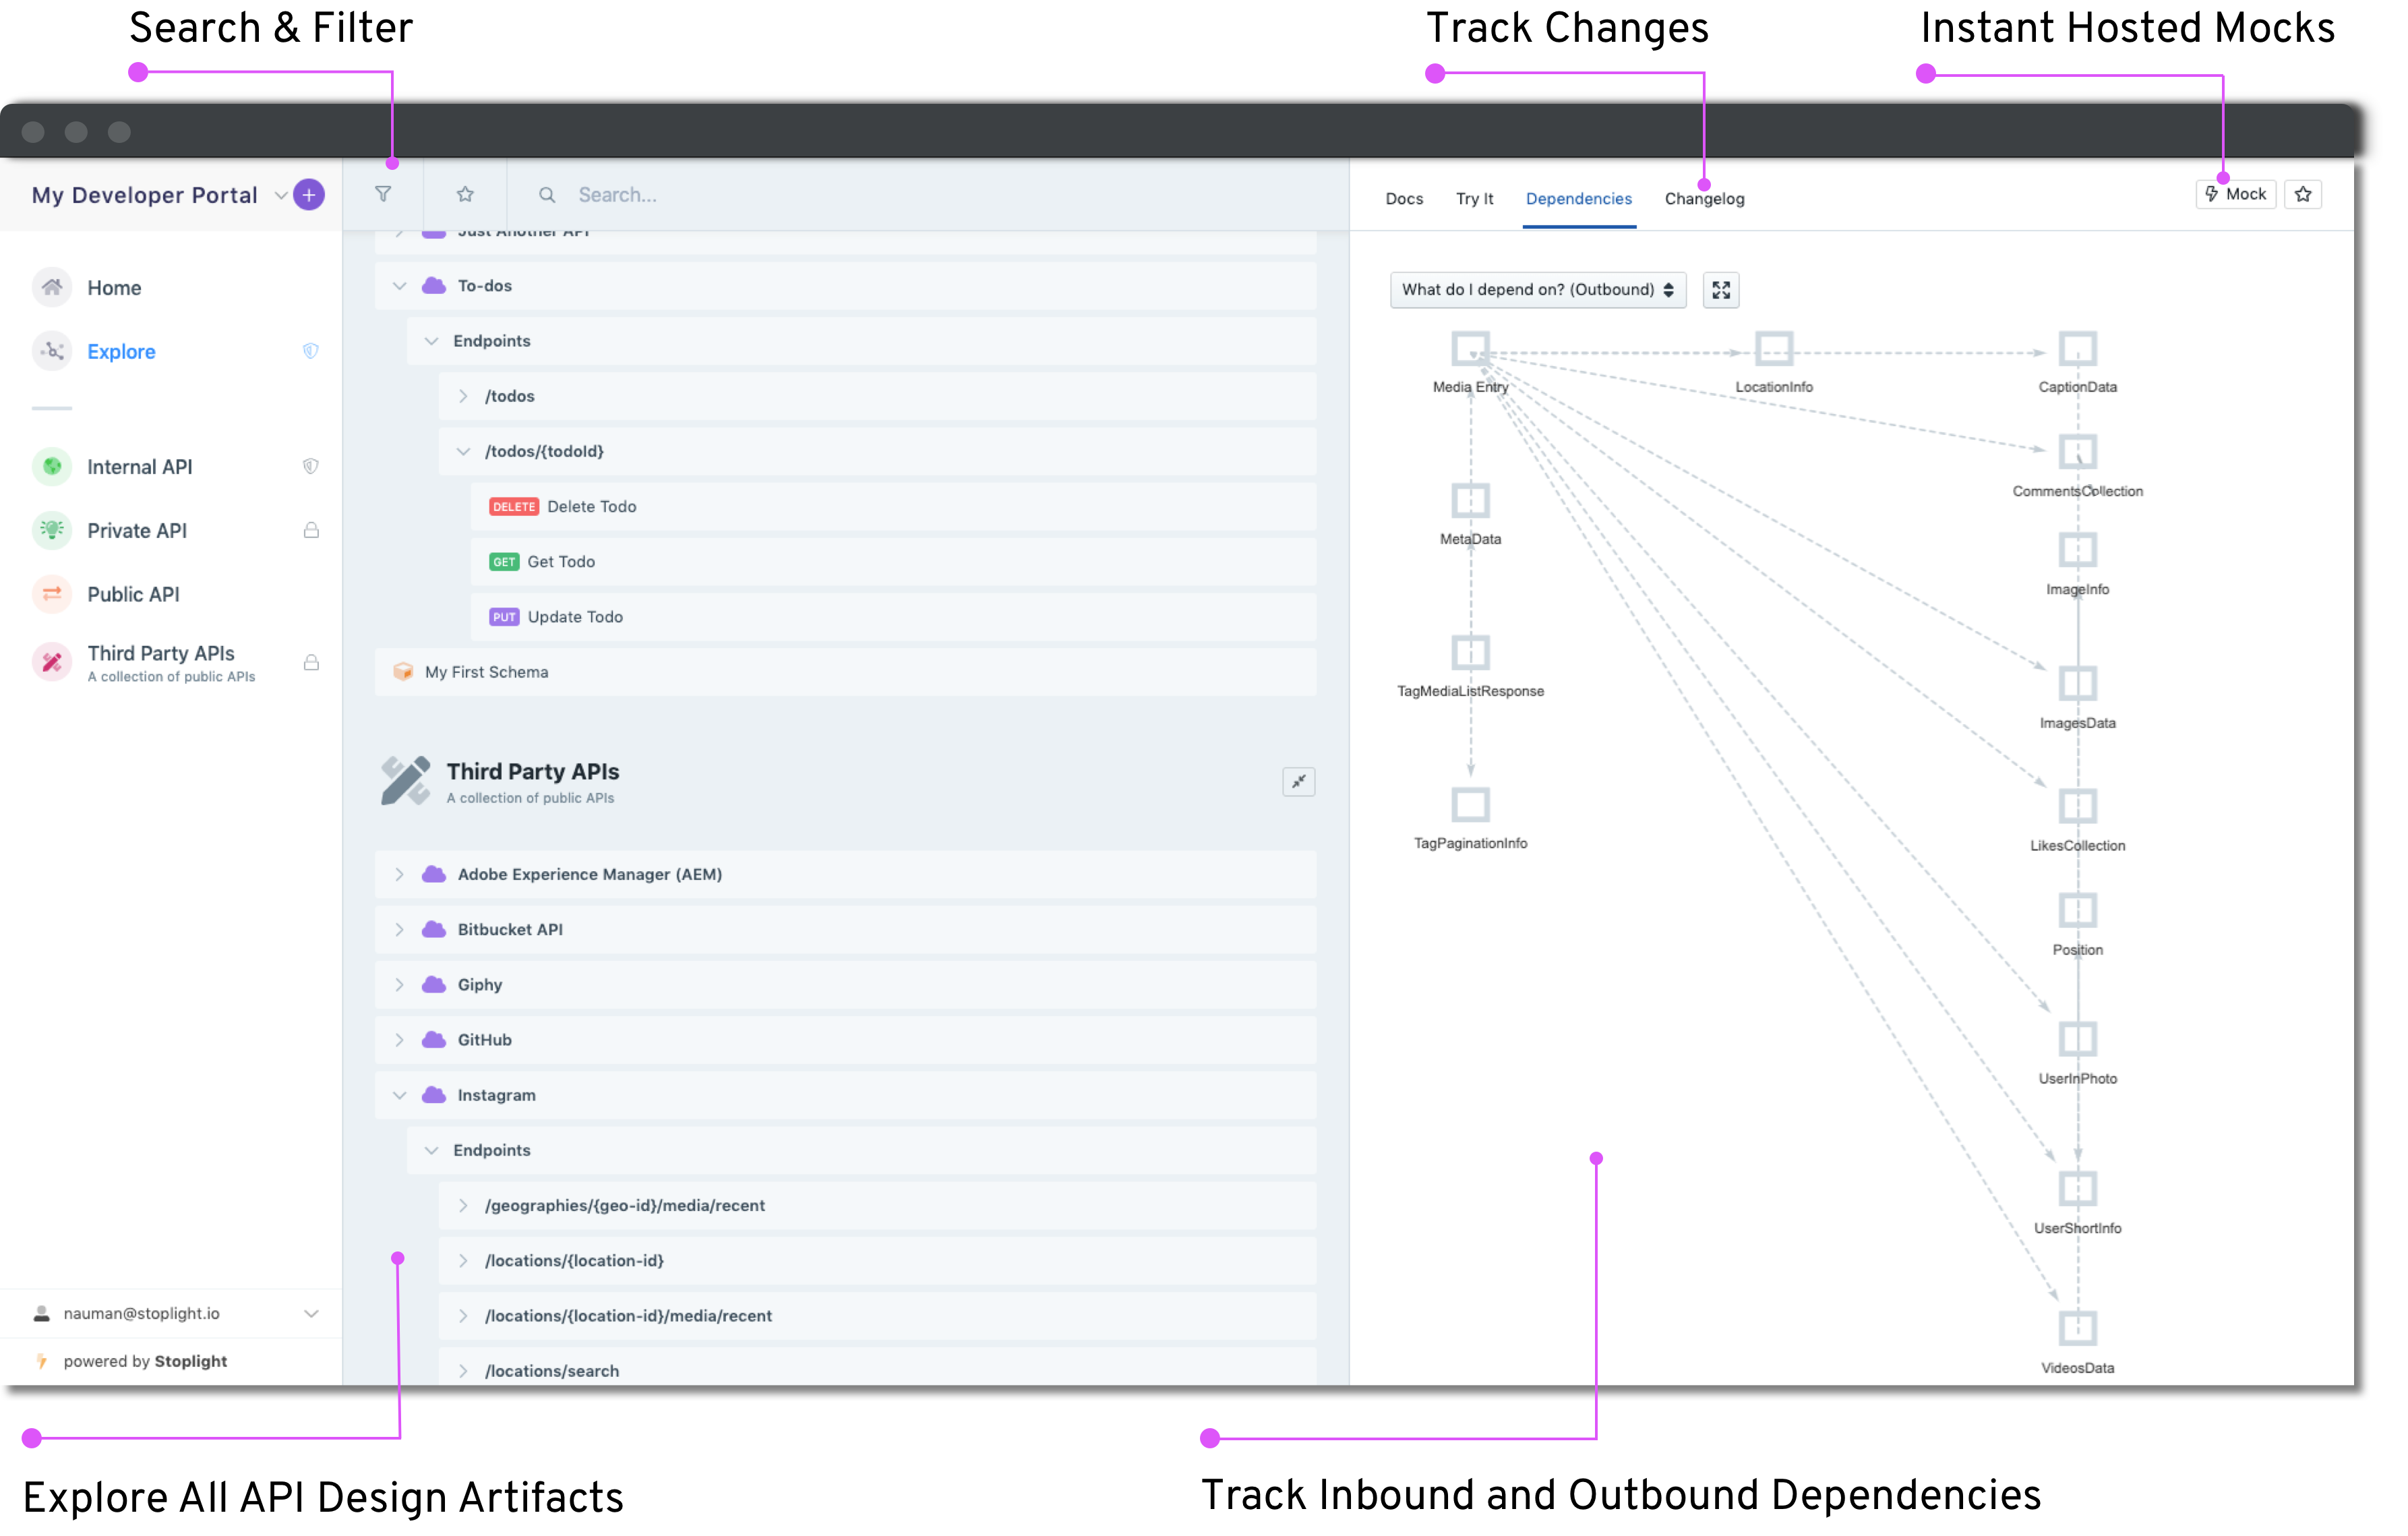 Search & Filter
Track Changes
Instant Hosted Mocks
My Developer Portal
Search...
Docs
Try It
Dependencies
Changelog
Mock
Home
Explore
Internal API
Private API
Public API
Third Party APIs
A collection of public APIs
nauman@stoplight.io
powered by Stoplight
Just Another API
To-dos
Endpoints
/todos
/todos/{todoId}
DELETE Delete Todo
GET Get Todo
PUT Update Todo
My First Schema
Third Party APIs
A collection of public APIs
Adobe Experience Manager (AEM)
Bitbucket API
Giphy
GitHub
Instagram
Endpoints
/geographies/{geo-id}/media/recent
/locations/{location-id}
/locations/{location-id}/media/recent
/locations/search
What do I depend on? (Outbound)
Media Entry
LocationInfo
CaptionData
CommentsCollection
MetaData
ImageInfo
TagMediaListResponse
ImagesData
TagPaginationInfo
LikesCollection
Position
UserInPhoto
UserShortInfo
VideosData
Explore All API Design Artifacts
Track Inbound and Outbound Dependencies